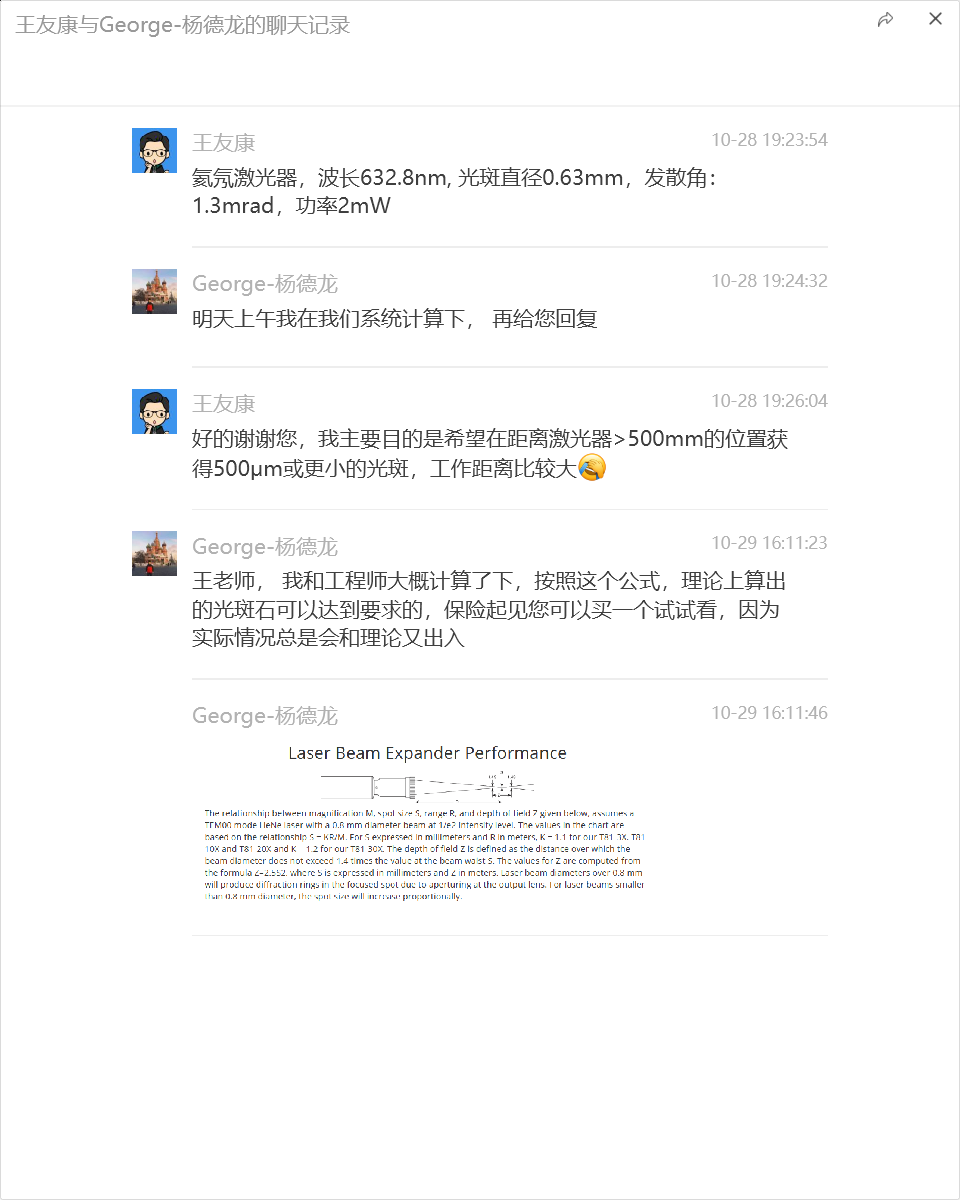 王友康与George-杨德龙的聊天记录
王友康
10-28 19:23:54
氦氖激光器，波长632.8nm, 光斑直径0.63mm，发散角：
1.3mrad，功率2mW
George-杨德龙
10-28 19:24:32
明天上午我在我们系统计算下， 再给您回复
王友康
10-28 19:26:04
好的谢谢您，我主要目的是希望在距离激光器>500mm的位置获
得500μm或更小的光斑，工作距离比较大
George-杨德龙
10-29 16:11:23
王老师， 我和工程师大概计算了下，按照这个公式，理论上算出
的光斑石可以达到要求的，保险起见您可以买一个试试看，因为
实际情况总是会和理论又出入
George-杨德龙
10-29 16:11:46
Laser Beam Expander Performance
The relationship between magnification M, spot size S, range R, and depth of field Z given below, assumes a
TEM00 mode HeNe laser with a 0.8 mm diameter beam at 1/e2 intensity level. The values in the chart are
based on the relationship S = KR/M. For S expressed in millimeters and R in meters, K = 1.1 for our T81-3X, T81-
10X and T81-20X and K = 1.2 for our T81-30X. The depth of field Z is defined as the distance over which the
beam diameter does not exceed 1.4 times the value at the beam waist S. The values for Z are computed from
the formula Z=2.5S2, where S is expressed in millimeters and Z in meters. Laser beam diameters over 0.8 mm
will produce diffraction rings in the focused spot due to aperturing at the output lens. For laser beams smaller
than 0.8 mm diameter, the spot size will increase proportionally.